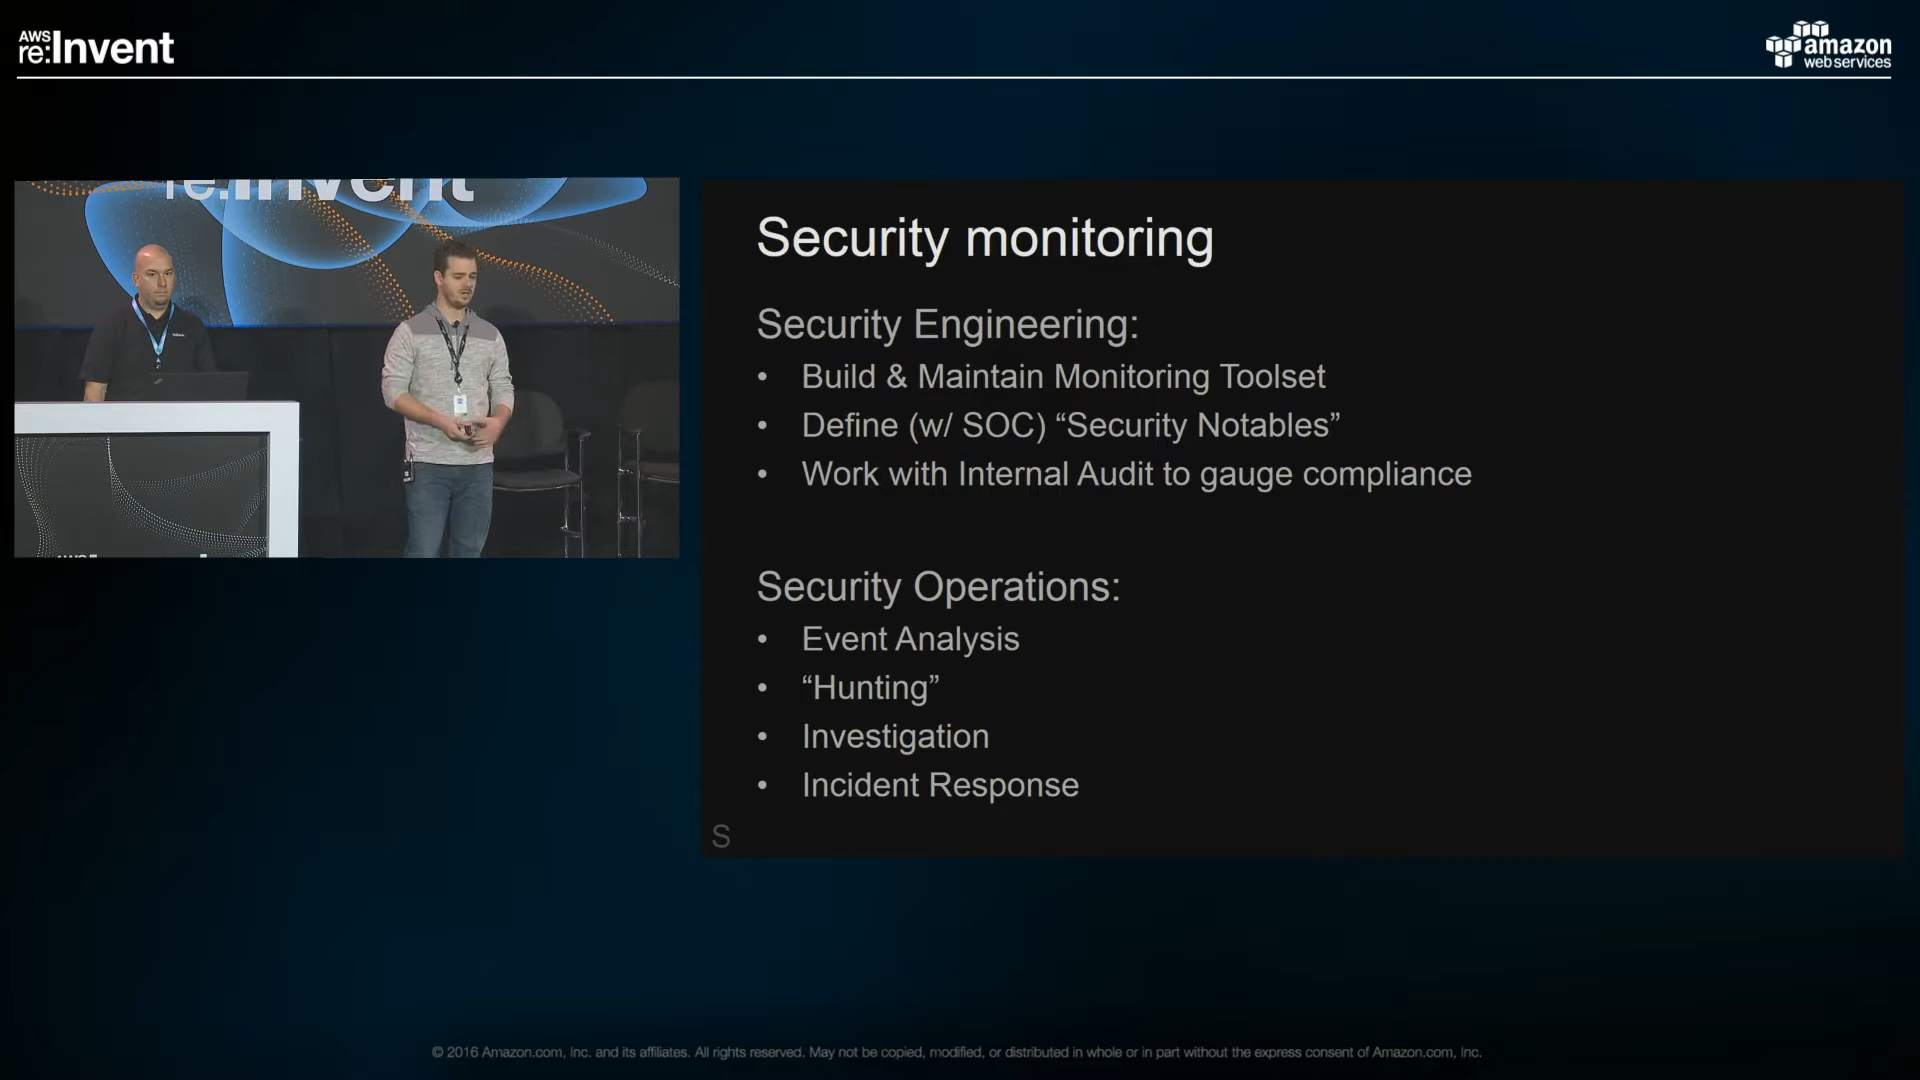 AWS
re:Invent
amazon
web services
re:Invent
Security monitoring
Security Engineering:
• Build & Maintain Monitoring Toolset
• Define (w/ SOC) “Security Notables”
• Work with Internal Audit to gauge compliance
Security Operations:
• Event Analysis
• “Hunting”
• Investigation
• Incident Response
S
© 2016 Amazon.com, Inc. and its affiliates. All rights reserved. May not be copied, modified, or distributed in whole or in part without the express consent of Amazon.com, Inc.